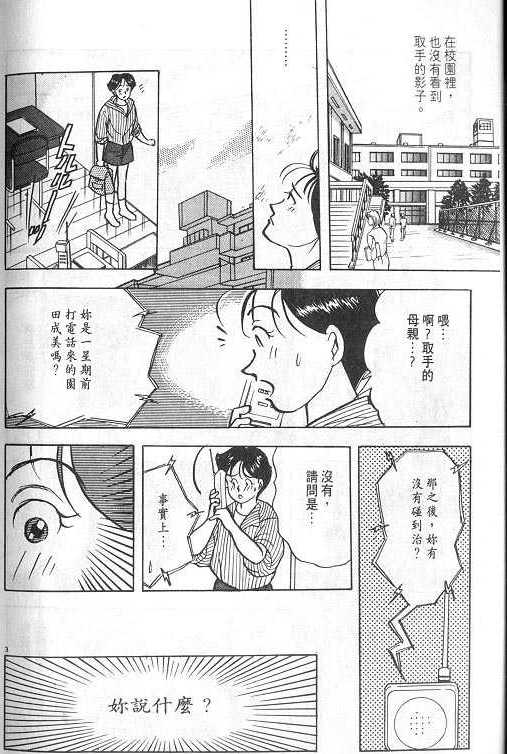 在校園裡，
也沒有看到
取手的影子。
…………
喂…
啊？取手的
母親…？
妳是一星期前
打電話來的園
田成美嗎？
那之後，妳有
沒有碰到治？
沒有，
請問是…
事實上…
妳說什麼？
3